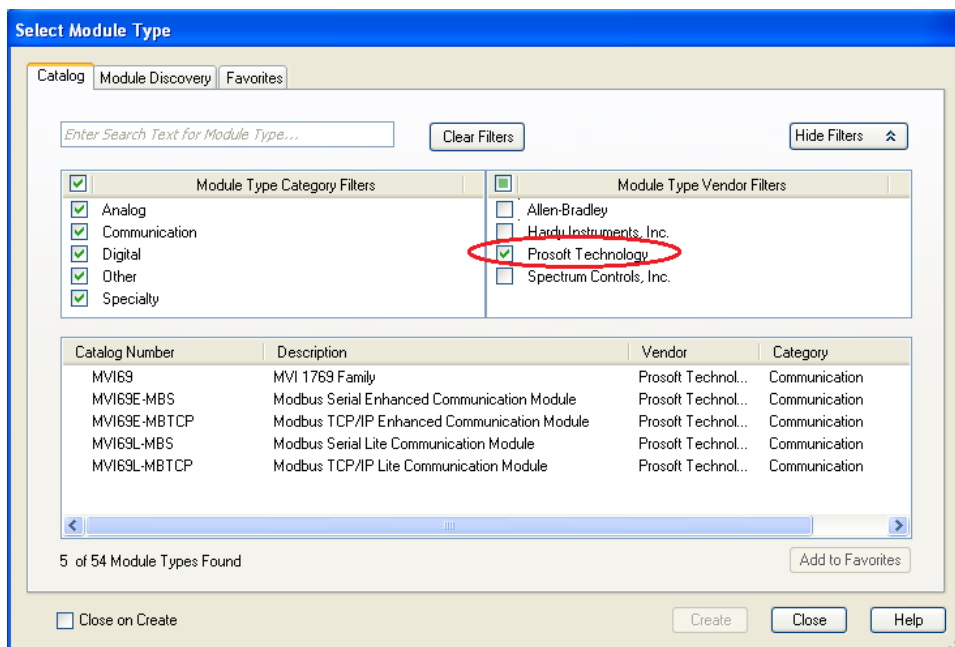 Select Module Type
Catalog Module Discovery Favorites
Enter Search Text for Module Type... Clear Filters Hide Filters
Module Type Category Filters Module Type Vendor Filters
Analog Allen-Bradley
Communication Hardy Instruments, Inc.
Digital Prosoft Technology
Other Spectrum Controls, Inc.
Specialty
Catalog Number Description Vendor Category
MVI69 MVI 1769 Family Prosoft Technol... Communication
MVI69E-MBS Modbus Serial Enhanced Communication Module Prosoft Technol... Communication
MVI69E-MBTCP Modbus TCP/IP Enhanced Communication Module Prosoft Technol... Communication
MVI69L-MBS Modbus Serial Lite Communication Module Prosoft Technol... Communication
MVI69L-MBTCP Modbus TCP/IP Lite Communication Module Prosoft Technol... Communication
5 of 54 Module Types Found Add to Favorites
Close on Create Create Close Help